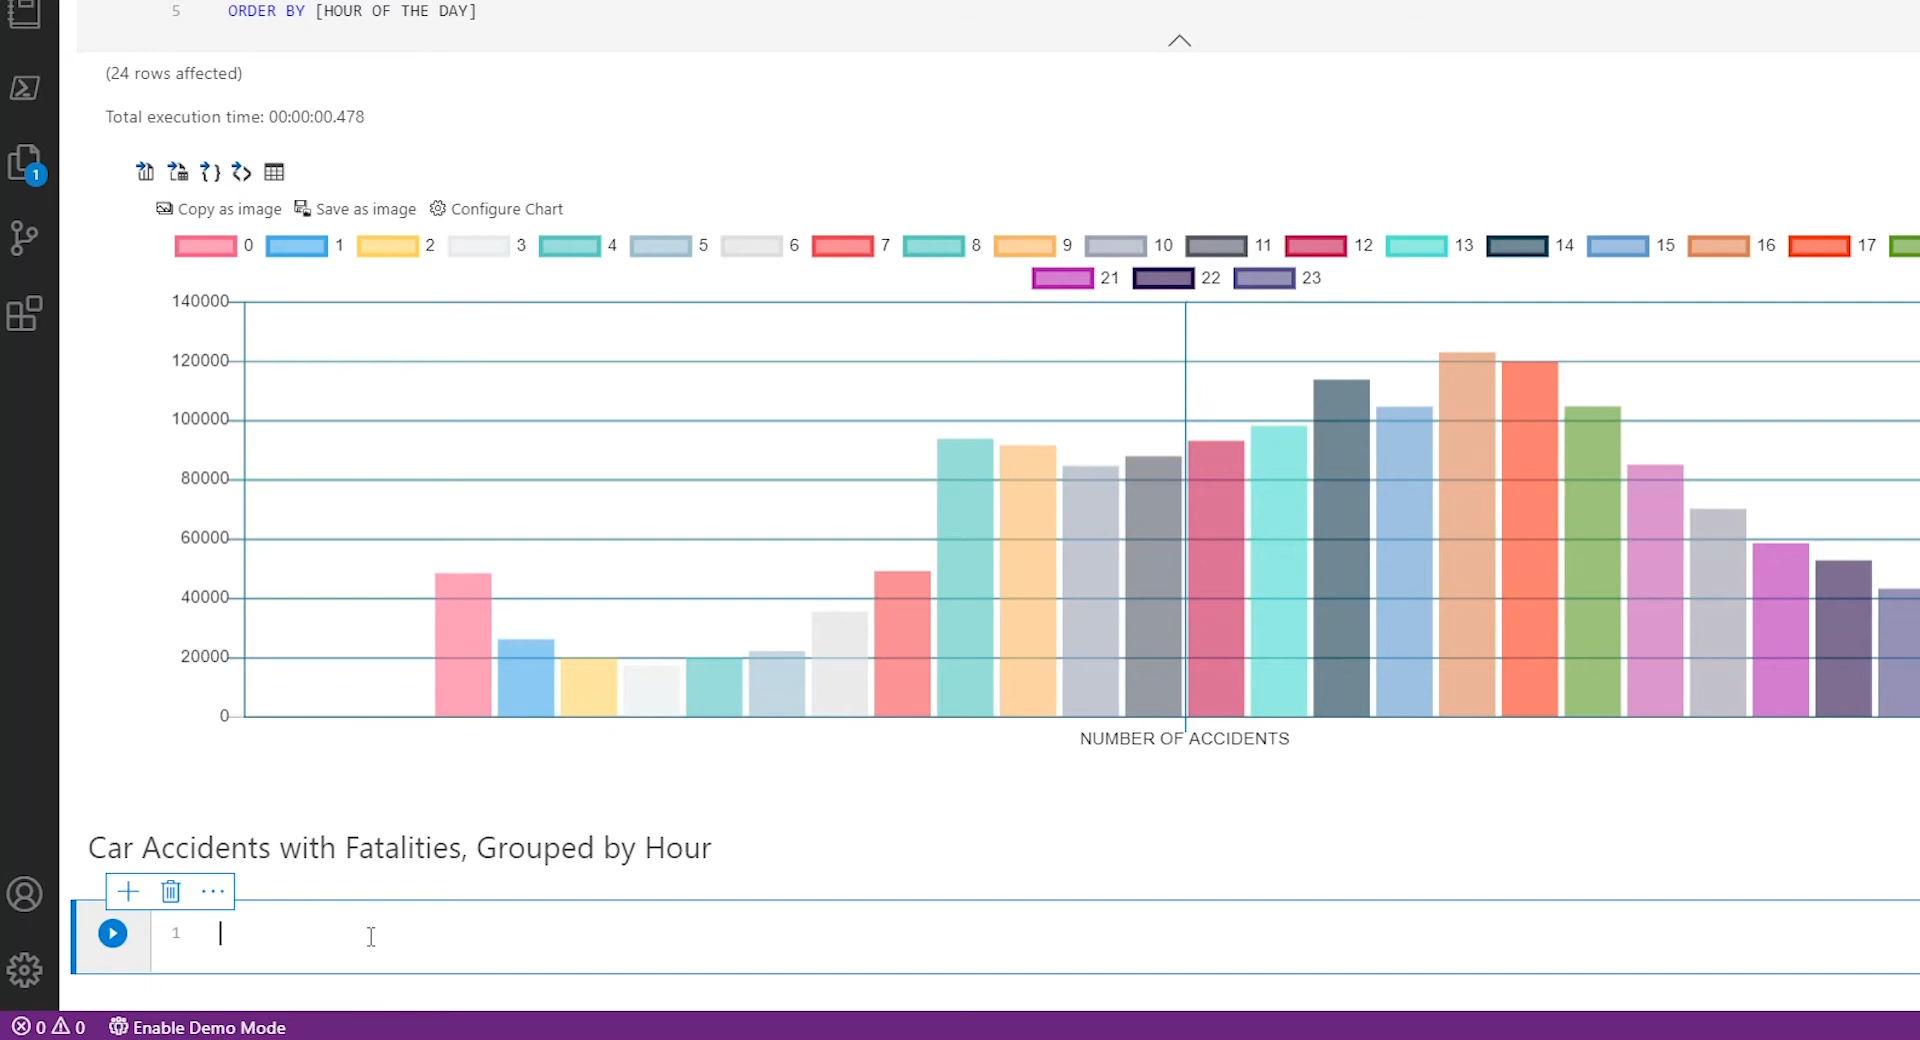 5 ORDER BY [HOUR OF THE DAY]
(24 rows affected)
Total execution time: 00:00:00.478
1
Copy as image Save as image Configure Chart
0 1 2 3 4 5 6 7 8 9 10 11 12 13 14 15 16 17
21 22 23
140000
120000
100000
80000
60000
40000
20000
0
NUMBER OF ACCIDENTS
Car Accidents with Fatalities, Grouped by Hour
1
0 0 Enable Demo Mode